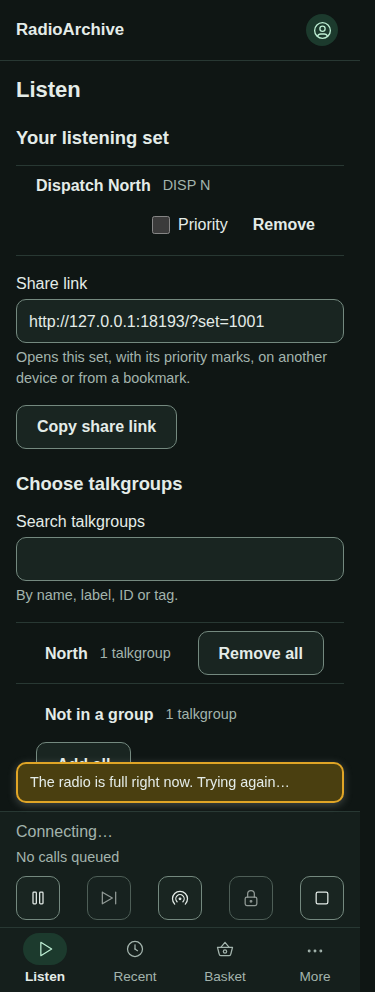 RadioArchive
Listen
Your listening set
Dispatch North DISP N
Priority Remove
Share link
http://127.0.0.1:18193/?set=1001
Opens this set, with its priority marks, on another
device or from a bookmark.
Copy share link
Choose talkgroups
Search talkgroups
By name, label, ID or tag.
North 1 talkgroup Remove all
Not in a group 1 talkgroup
Add all
The radio is full right now. Trying again…
Connecting…
No calls queued
Listen Recent Basket More